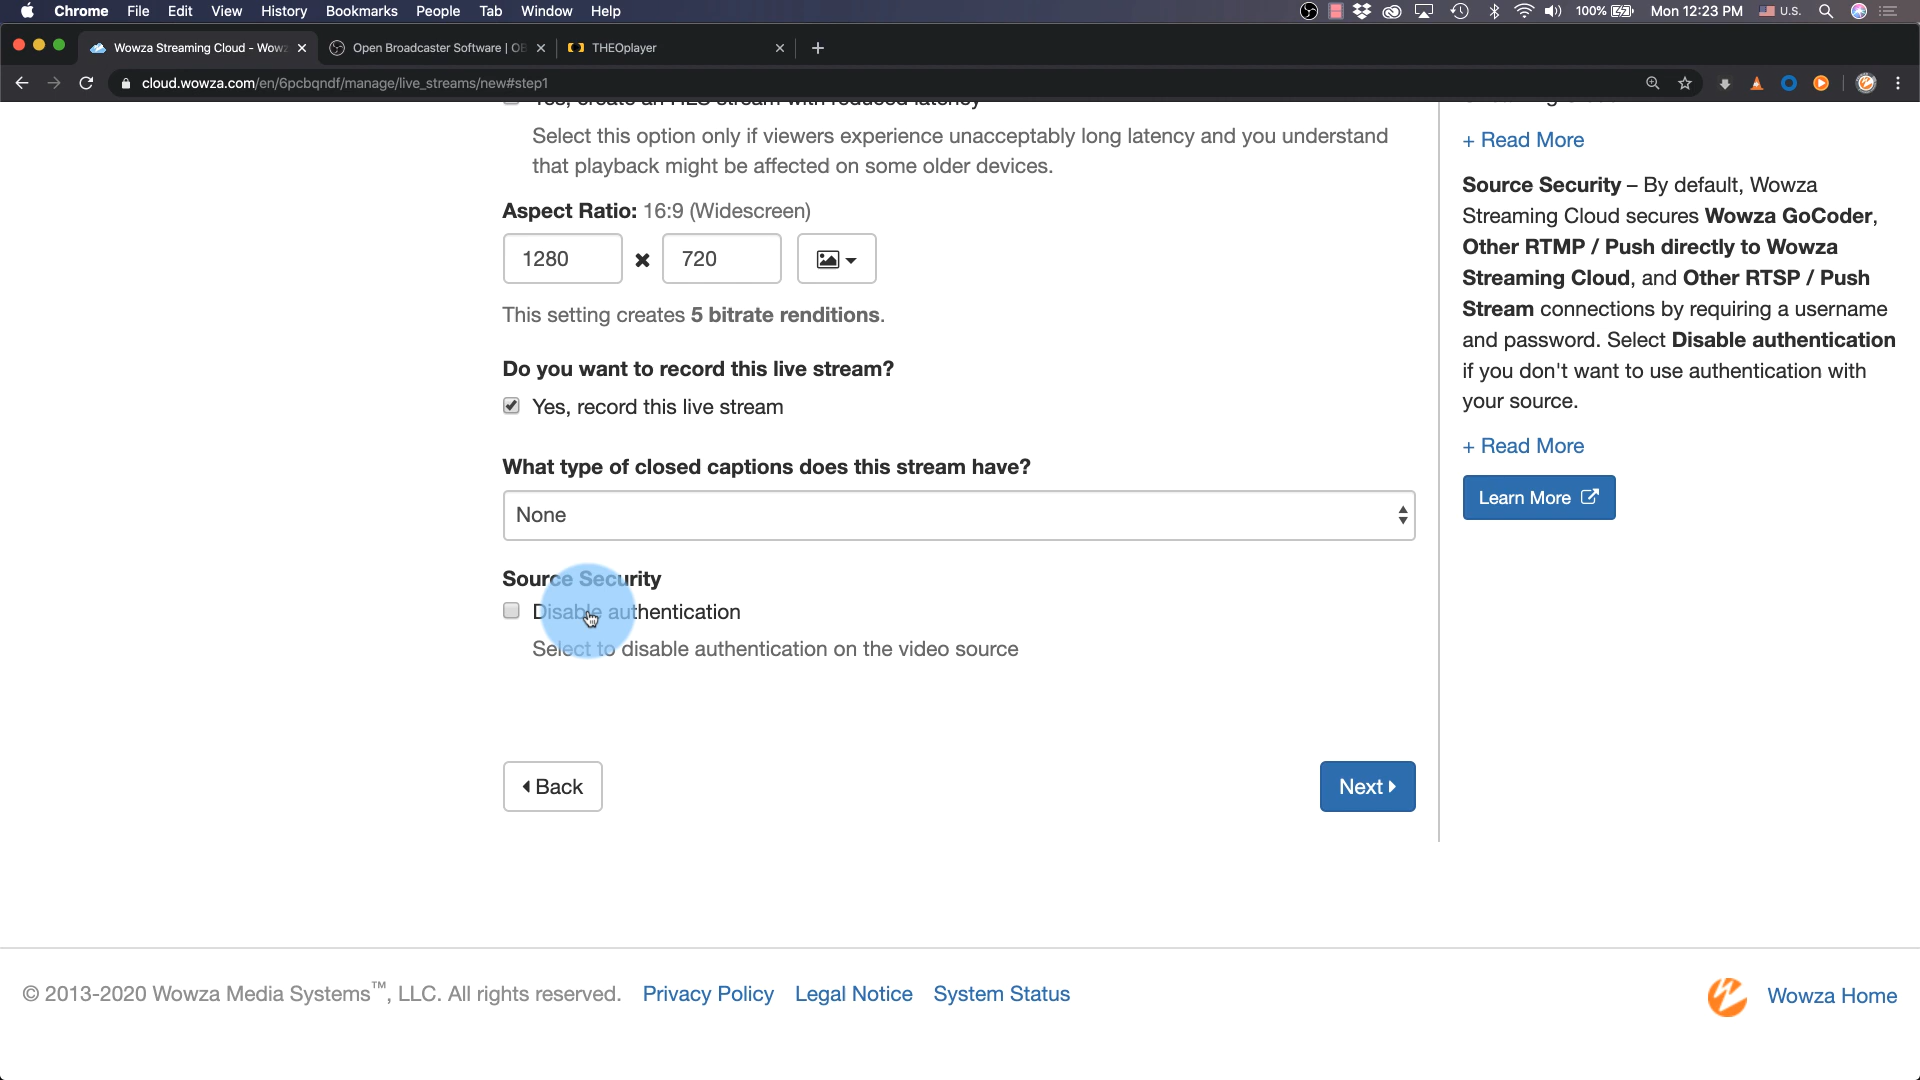 Chrome File Edit View History Bookmarks People Tab Window Help 100% Mon 12:23 PM U.S.
Wowza Streaming Cloud - Wow Open Broadcaster Software | OB THEOplayer
cloud.wowza.com/en/6pcbqndf/manage/live_streams/new#step1
Yes, create an HLS stream with reduced latency
Select this option only if viewers experience unacceptably long latency and you understand
that playback might be affected on some older devices.
Aspect Ratio: 16:9 (Widescreen)
1280 720
This setting creates 5 bitrate renditions.
Do you want to record this live stream?
Yes, record this live stream
What type of closed captions does this stream have?
None
Source Security
Disable authentication
Select to disable authentication on the video source
Back Next
+ Read More
Source Security – By default, Wowza
Streaming Cloud secures Wowza GoCoder,
Other RTMP / Push directly to Wowza
Streaming Cloud, and Other RTSP / Push
Stream connections by requiring a username
and password. Select Disable authentication
if you don't want to use authentication with
your source.
+ Read More
Learn More
© 2013-2020 Wowza Media Systems™, LLC. All rights reserved. Privacy Policy Legal Notice System Status
Wowza Home